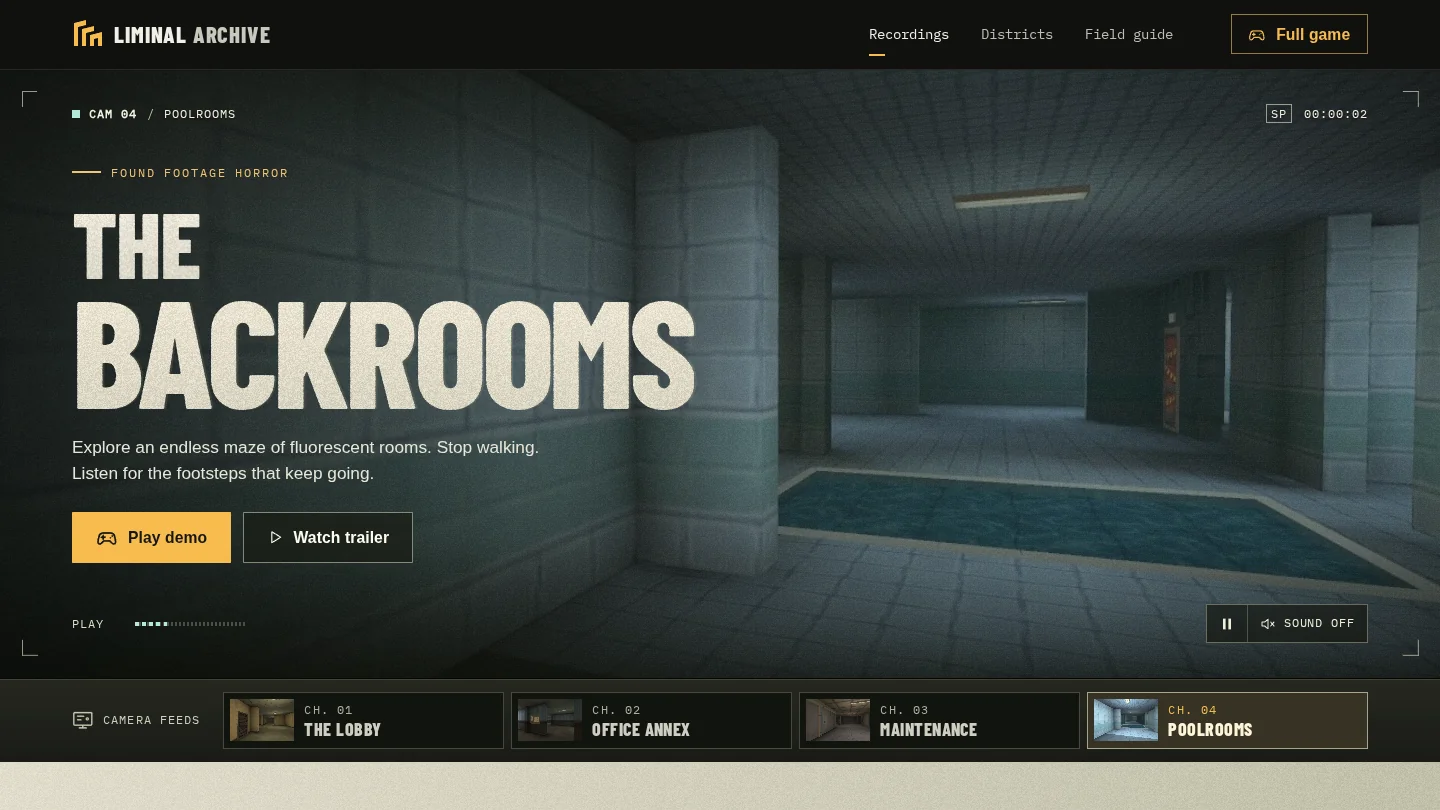 LIMINAL ARCHIVE
Recordings
Districts
Field guide
Full game
CAM 04 / POOLROOMS
SP 00:00:02
FOUND FOOTAGE HORROR
THE
BACKROOMS
Explore an endless maze of fluorescent rooms. Stop walking.
Listen for the footsteps that keep going.
Play demo
Watch trailer
PLAY
SOUND OFF
CAMERA FEEDS
CH. 01
THE LOBBY
CH. 02
OFFICE ANNEX
CH. 03
MAINTENANCE
CH. 04
POOLROOMS